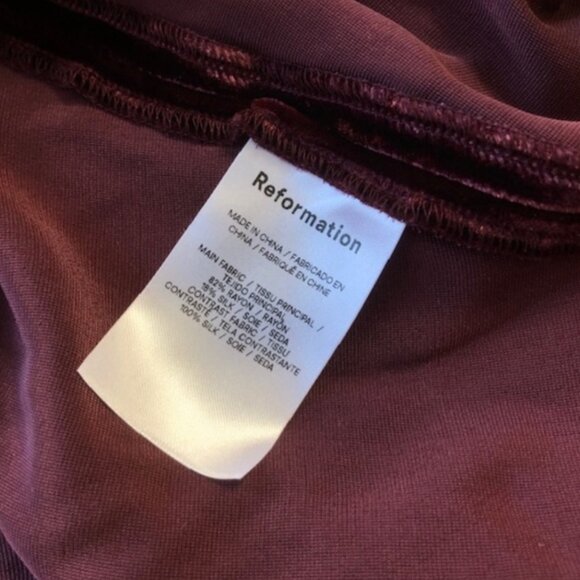 Reformation
MADE IN CHINA / FABRICADO EN
CHINA / FABRIQUÉ EN CHINE
MAIN FABRIC / TISSU PRINCIPAL /
TEJIDO PRINCIPAL
82% RAYON / RAYON
18% SILK / SOIE / SEDA
CONTRAST FABRIC / TISSU
CONTRASTE / TELA CONTRASTANTE
100% SILK / SOIE / SEDA